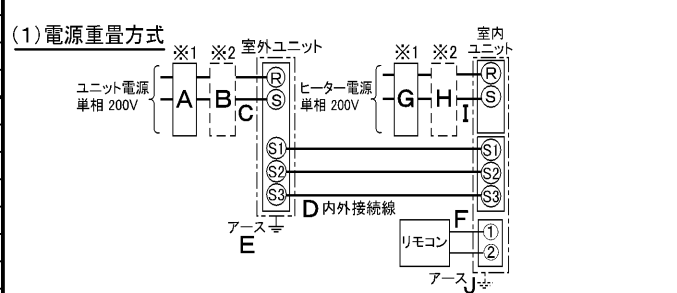 (1)電源重畳方式
※1 ※2 室外ユニット
※1 ※2 室内
ユニット
ユニット電源
単相 200V
A B C R S
ヒーター電源
単相 200V
G H I R S
S1 S1
S2 S2
S3 S3
D 内外接続線
アース
E
リモコン F ① ②
アース J